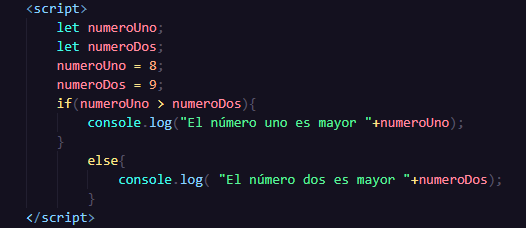 <script>
let numeroUno;
let numeroDos;
numeroUno = 8;
numeroDos = 9;
if(numeroUno > numeroDos){
console.log("El número uno es mayor "+numeroUno);
}
else{
console.log( "El número dos es mayor "+numeroDos);
}
</script>